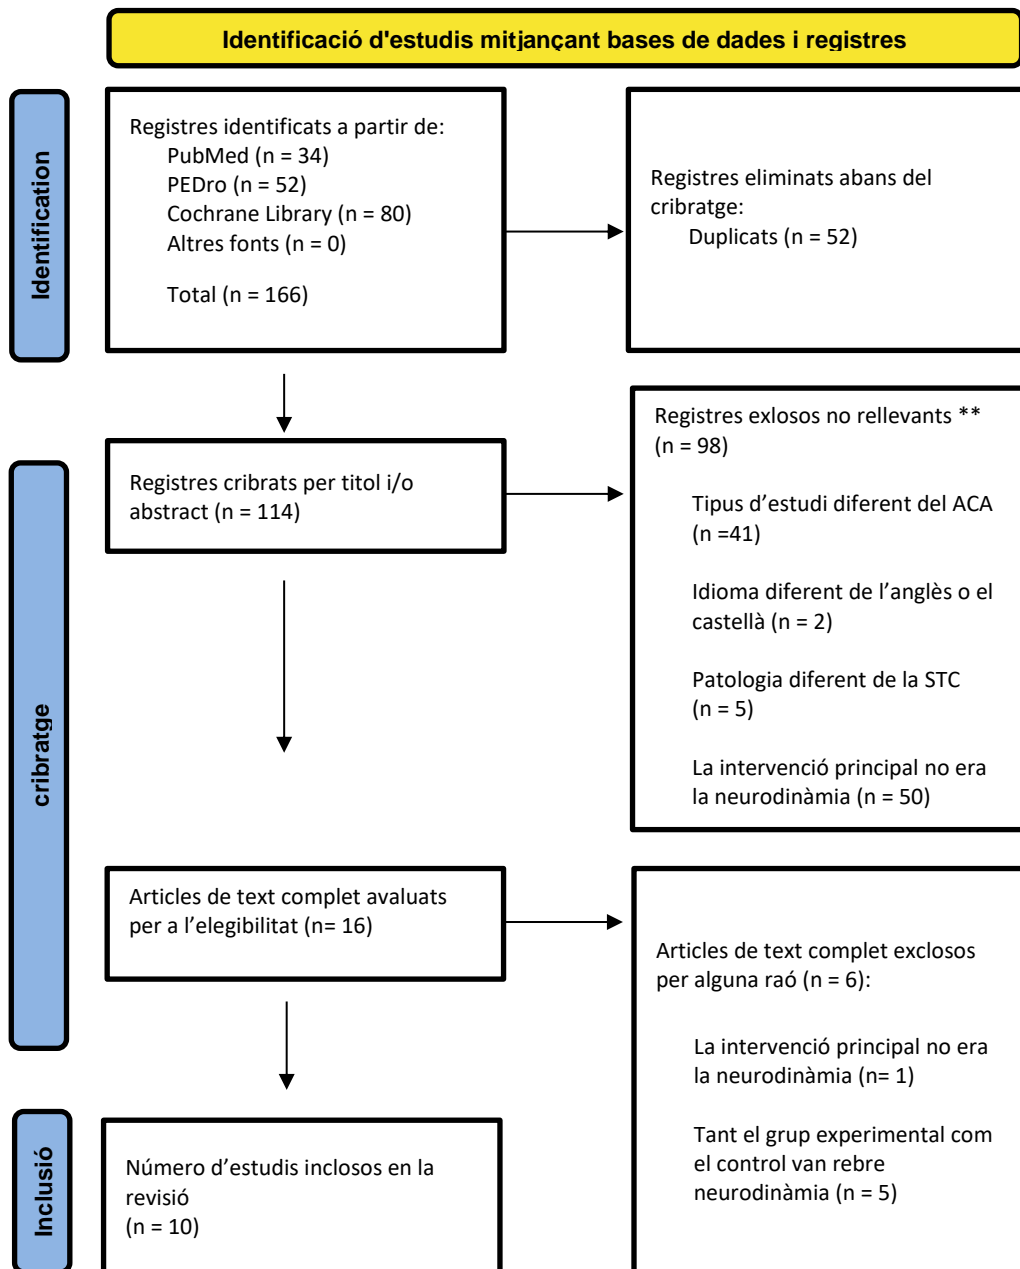 Identificació d'estudis mitjançant bases de dades i registres
Identification
Registres identificats a partir de:
PubMed (n = 34)
PEDro (n = 52)
Cochrane Library (n = 80)
Altres fonts (n = 0)
Total (n = 166)
Registres eliminats abans del
cribratge:
Duplicats (n = 52)
cribratge
Registres cribrats per titol i/o
abstract (n = 114)
Registres exlosos no rellevants **
(n = 98)
Tipus d’estudi diferent del ACA
(n =41)
Idioma diferent de l’anglès o el
castellà (n = 2)
Patologia diferent de la STC
(n = 5)
La intervenció principal no era
la neurodinàmia (n = 50)
Articles de text complet avaluats
per a l’elegibilitat (n= 16)
Articles de text complet exclosos
per alguna raó (n = 6):
La intervenció principal no era
la neurodinàmia (n= 1)
Tant el grup experimental com
el control van rebre
neurodinàmia (n = 5)
Inclusió
Número d’estudis inclosos en la
revisió
(n = 10)